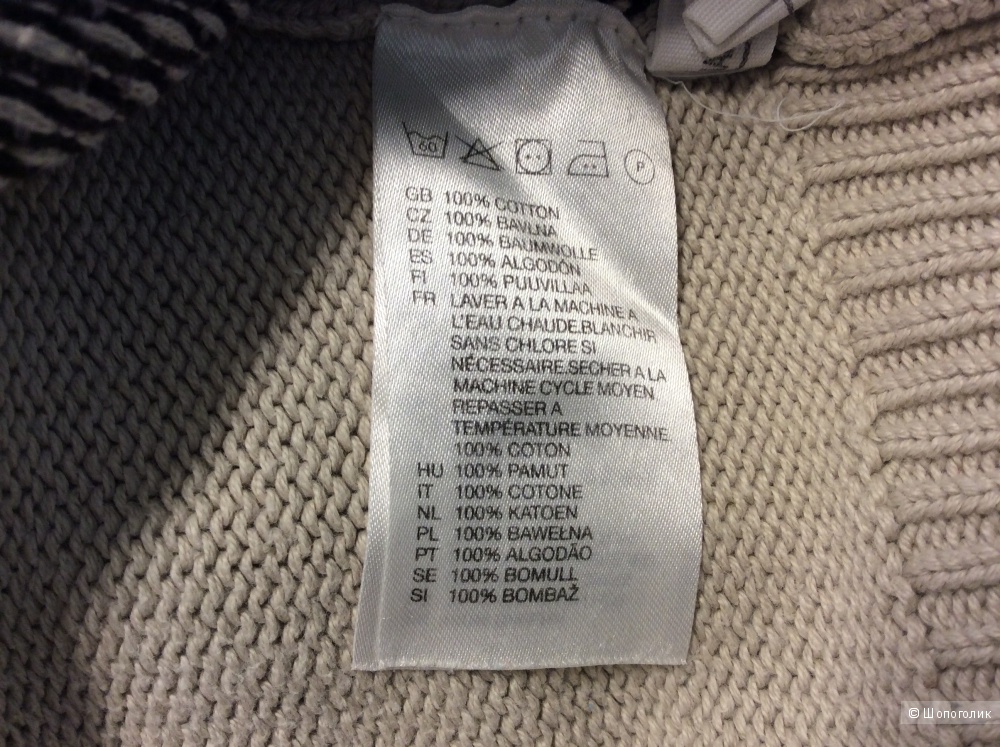 60
P
GB 100% COTTON
CZ 100% BAVLNA
DE 100% BAUMWOLLE
ES 100% ALGODÓN
FI 100% PUUVILLAA
FR LAVER A LA MACHINE A
L'EAU CHAUDE.BLANCHIR
SANS CHLORE SI
NÉCESSAIRE.SECHER A LA
MACHINE CYCLE MOYEN
REPASSER A
TEMPÉRATURE MOYENNE.
100% COTON
HU 100% PAMUT
IT 100% COTONE
NL 100% KATOEN
PL 100% BAWEŁNA
PT 100% ALGODÃO
SE 100% BOMULL
SI 100% BOMBAŽ
© Шопоголик